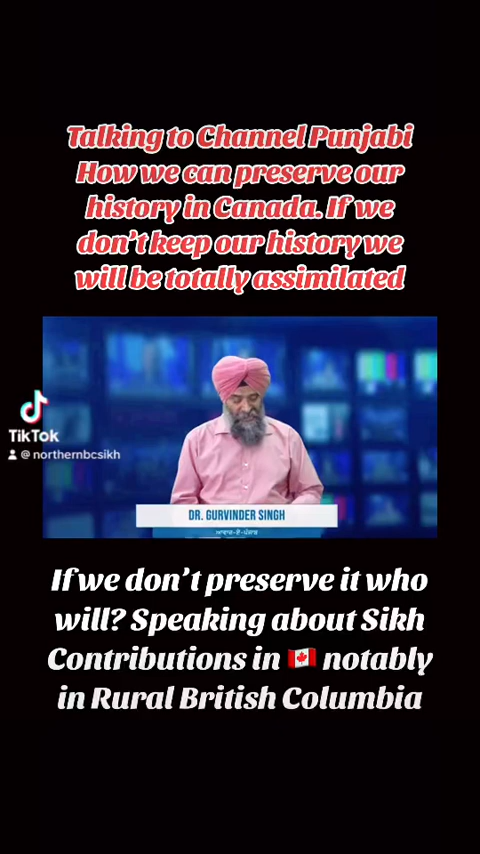 Talking to Channel Punjabi
How we can preserve our
history in Canada. If we
don't keep our history we
will be totally assimilated
TikTok
@ northernbcsikh
DR. GURVINDER SINGH
ਆਵਾਜ਼-ਏ-ਪੰਜਾਬ
If we don't preserve it who
will? Speaking about Sikh
Contributions in 🇨🇦 notably
in Rural British Columbia